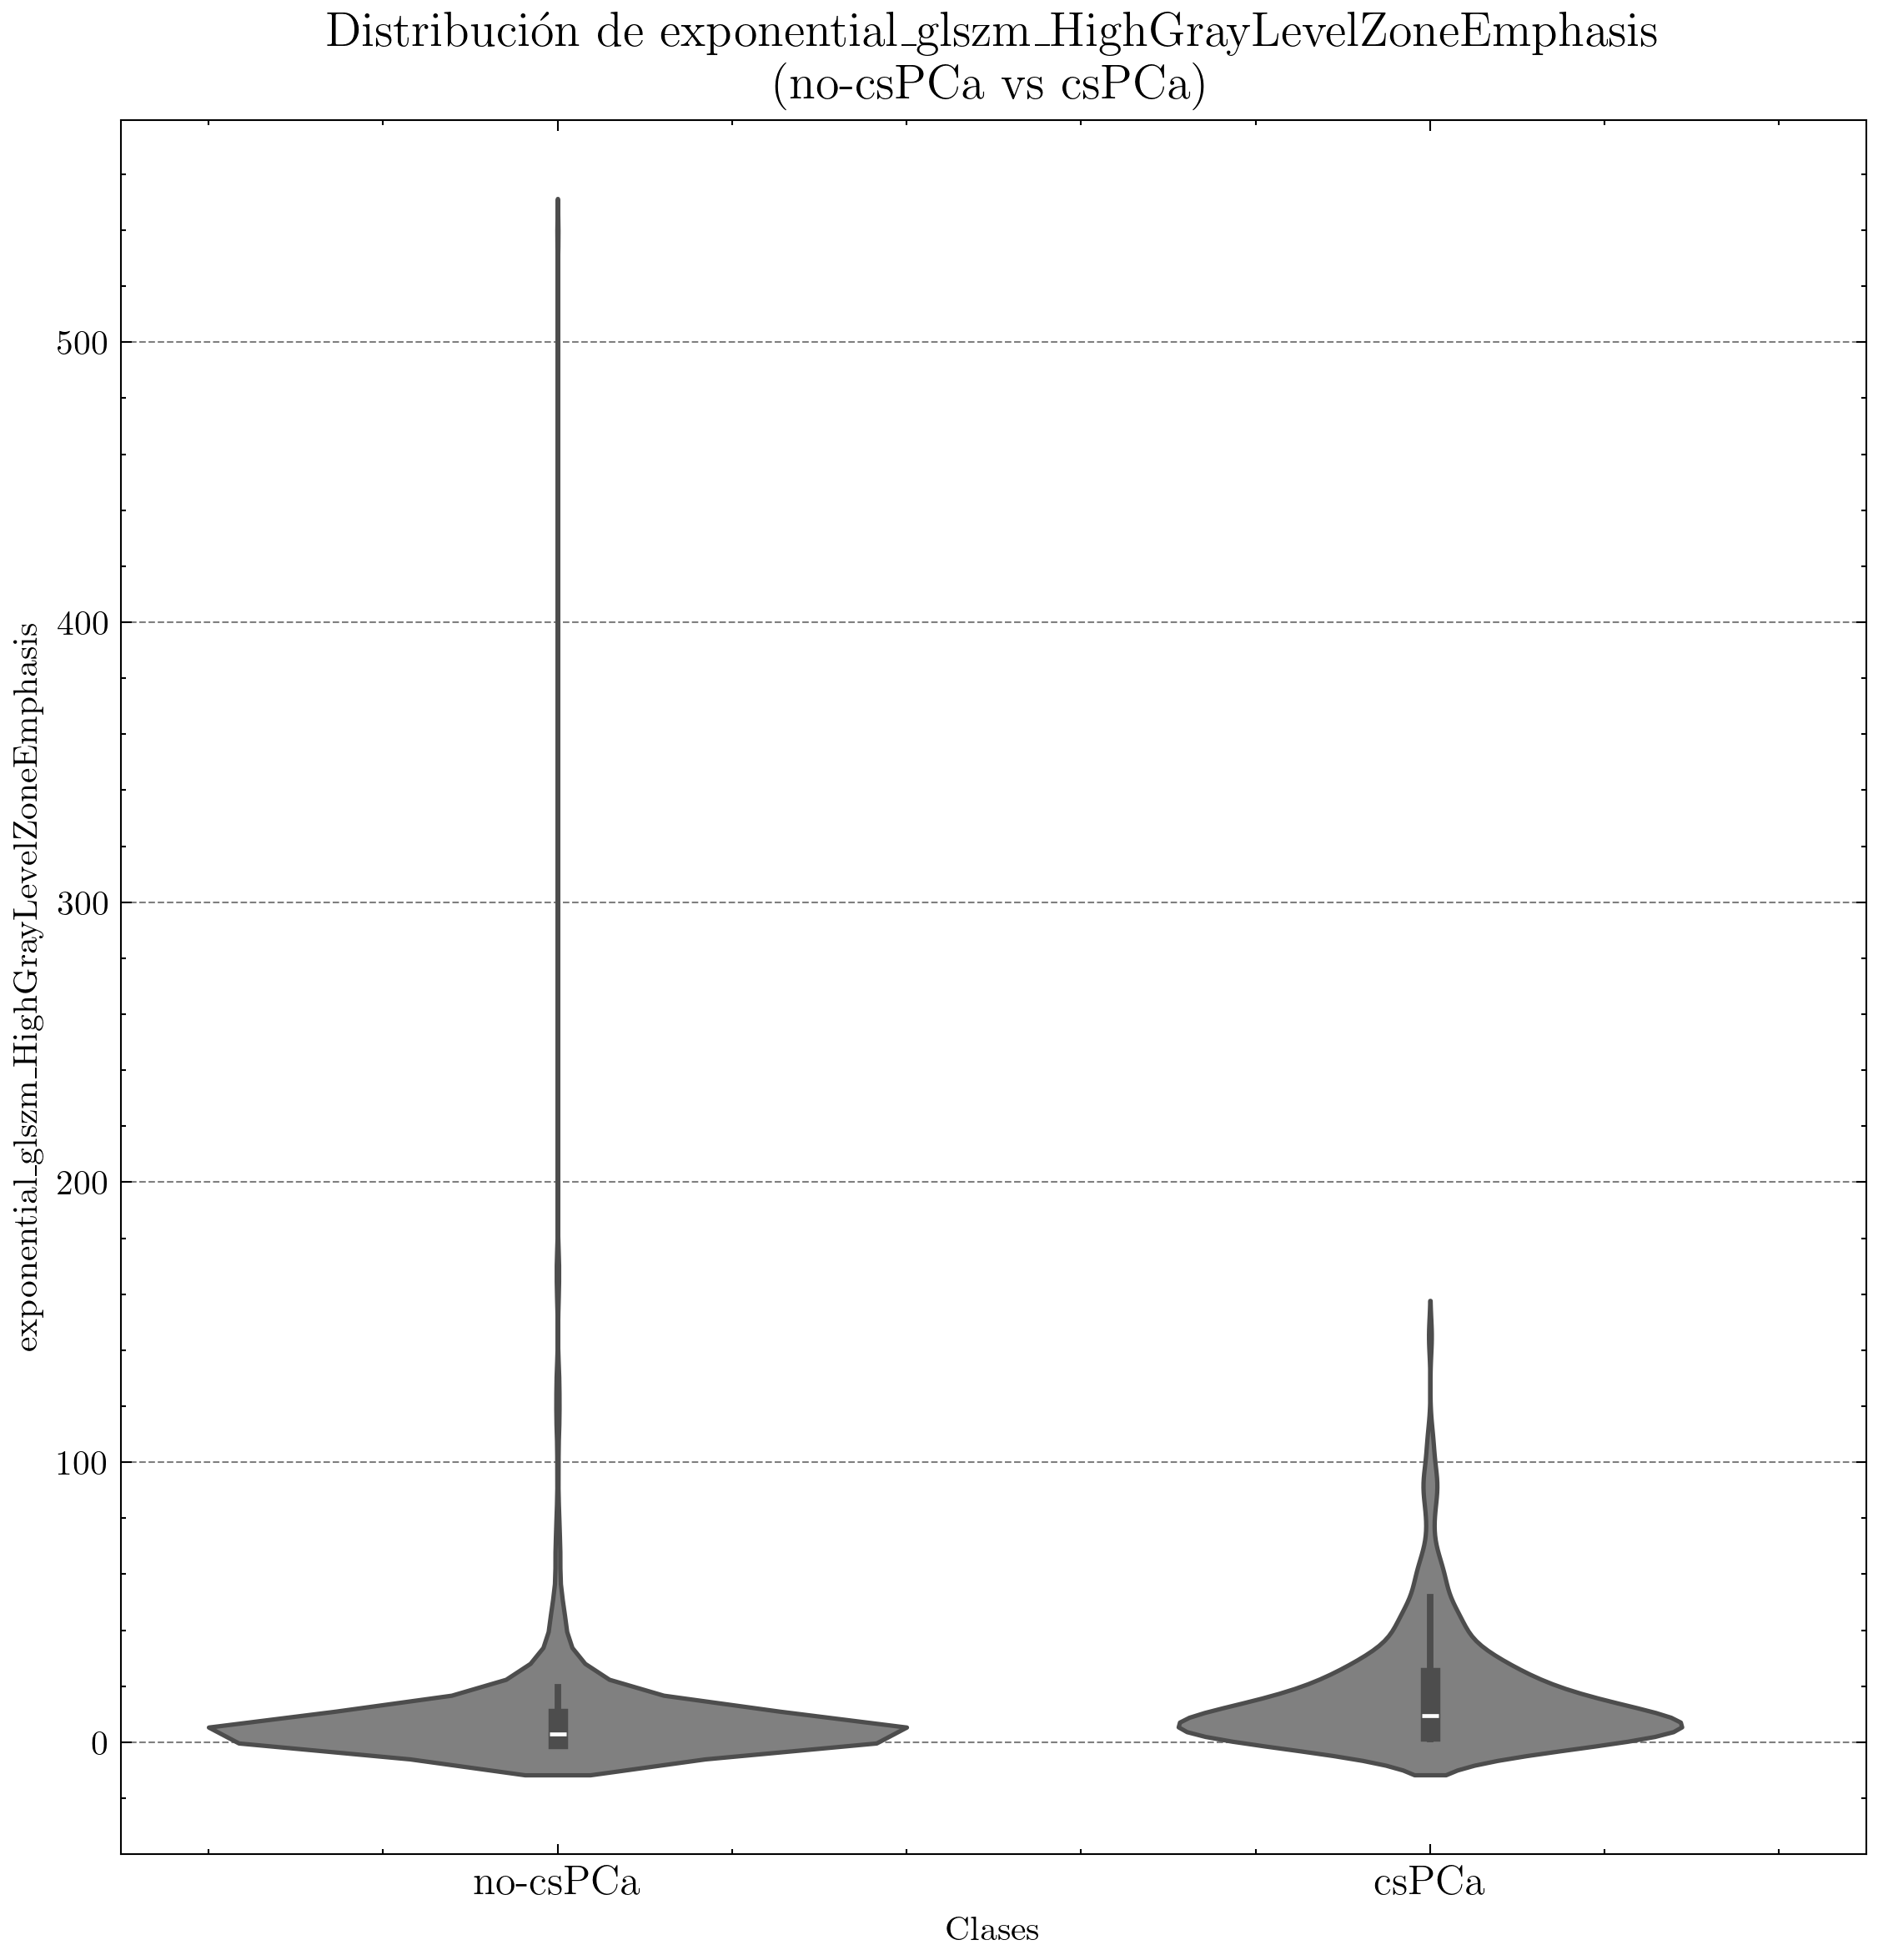 Distribución de exponential_glszm_HighGrayLevelZoneEmphasis
(no-csPCa vs csPCa)
exponential_glszm_HighGrayLevelZoneEmphasis
500
400
300
200
100
0
no-csPCa
csPCa
Clases